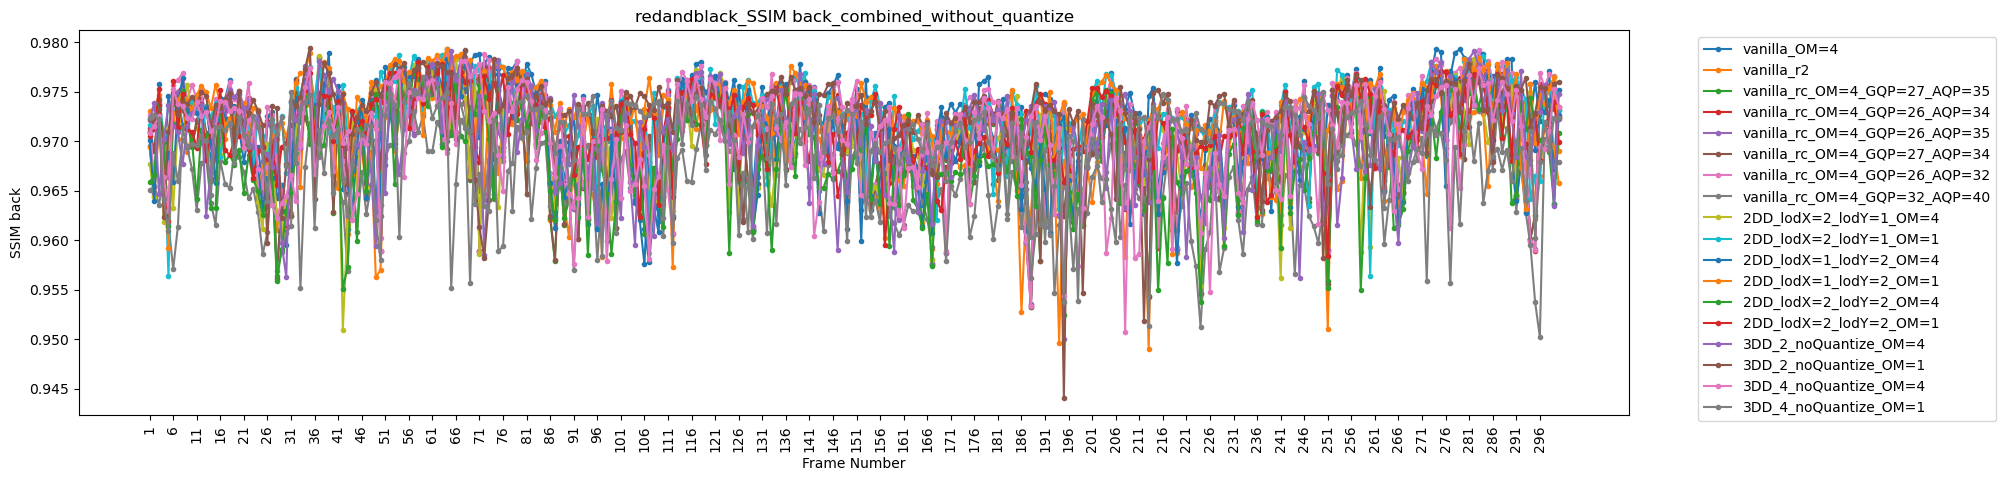 redandblack_SSIM back_combined_without_quantize
SSIM back
0.980
0.975
0.970
0.965
0.960
0.955
0.950
0.945
1 6 11 16 21 26 31 36 41 46 51 56 61 66 71 76 81 86 91 96 101 106 111 116 121 126 131 136 141 146 151 156 161 166 171 176 181 186 191 196 201 206 211 216 221 226 231 236 241 246 251 256 261 266 271 276 281 286 291 296
Frame Number
vanilla_OM=4
vanilla_r2
vanilla_rc_OM=4_GQP=27_AQP=35
vanilla_rc_OM=4_GQP=26_AQP=34
vanilla_rc_OM=4_GQP=26_AQP=35
vanilla_rc_OM=4_GQP=27_AQP=34
vanilla_rc_OM=4_GQP=26_AQP=32
vanilla_rc_OM=4_GQP=32_AQP=40
2DD_lodX=2_lodY=1_OM=4
2DD_lodX=2_lodY=1_OM=1
2DD_lodX=1_lodY=2_OM=4
2DD_lodX=1_lodY=2_OM=1
2DD_lodX=2_lodY=2_OM=4
2DD_lodX=2_lodY=2_OM=1
3DD_2_noQuantize_OM=4
3DD_2_noQuantize_OM=1
3DD_4_noQuantize_OM=4
3DD_4_noQuantize_OM=1